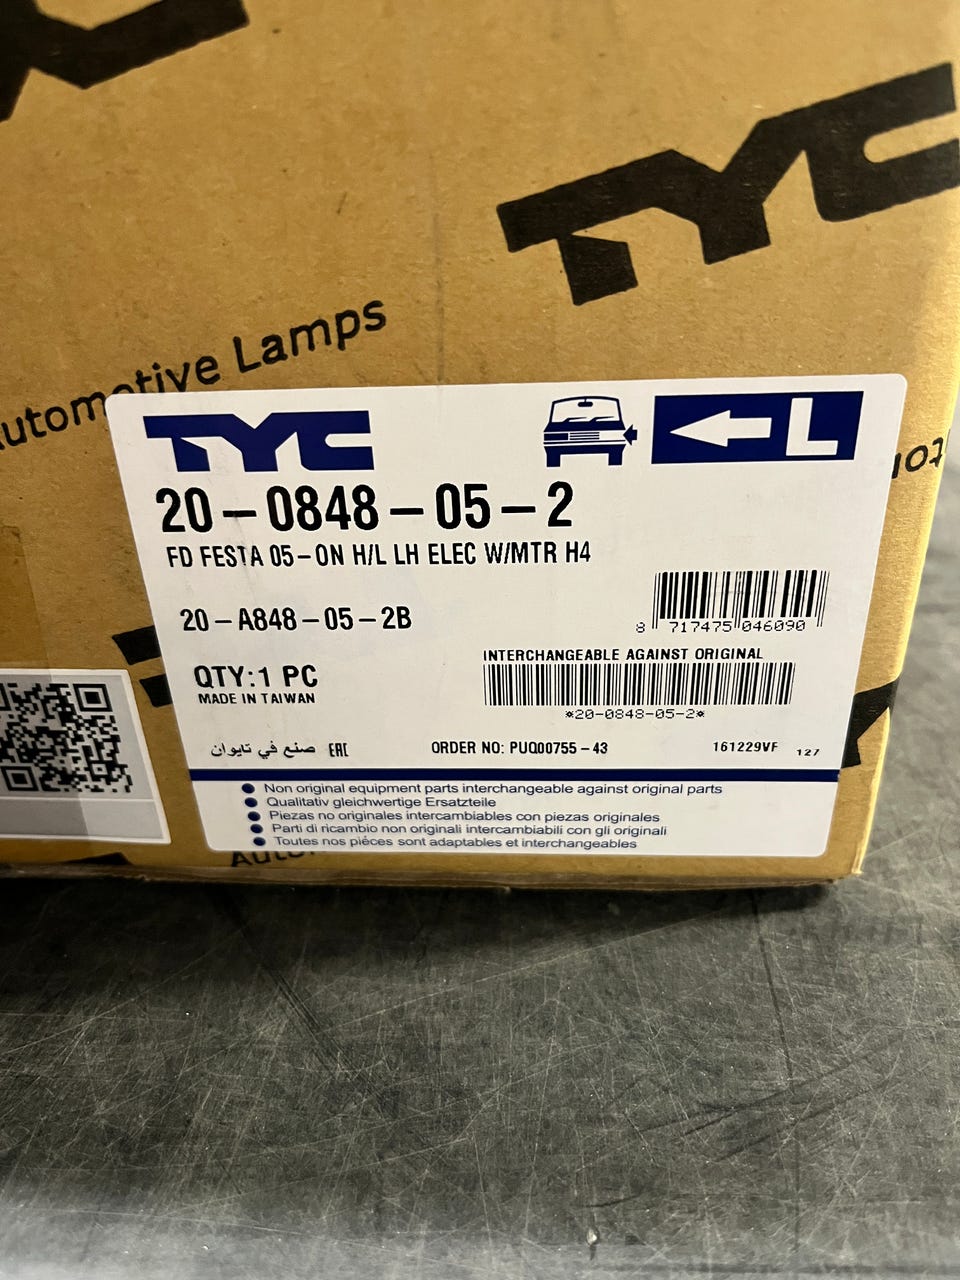 TYC
Automotive Lamps
TYC
L
20-0848-05-2
FD FESTA 05-ON H/L LH ELEC W/MTR H4
20-A848-05-2B
8 717475 046090
QTY:1 PC
MADE IN TAIWAN
INTERCHANGEABLE AGAINST ORIGINAL
*20-0848-05-2*
صنع في تايوان EAC
ORDER NO: PUQ00755-43
161229VF
127
Non original equipment parts interchangeable against original parts
Qualitativ gleichwertige Ersatzteile
Piezas no originales intercambiables con piezas originales
Parti di ricambio non originali intercambiabili con gli originali
Toutes nos piéces sont adaptables et interchangeables